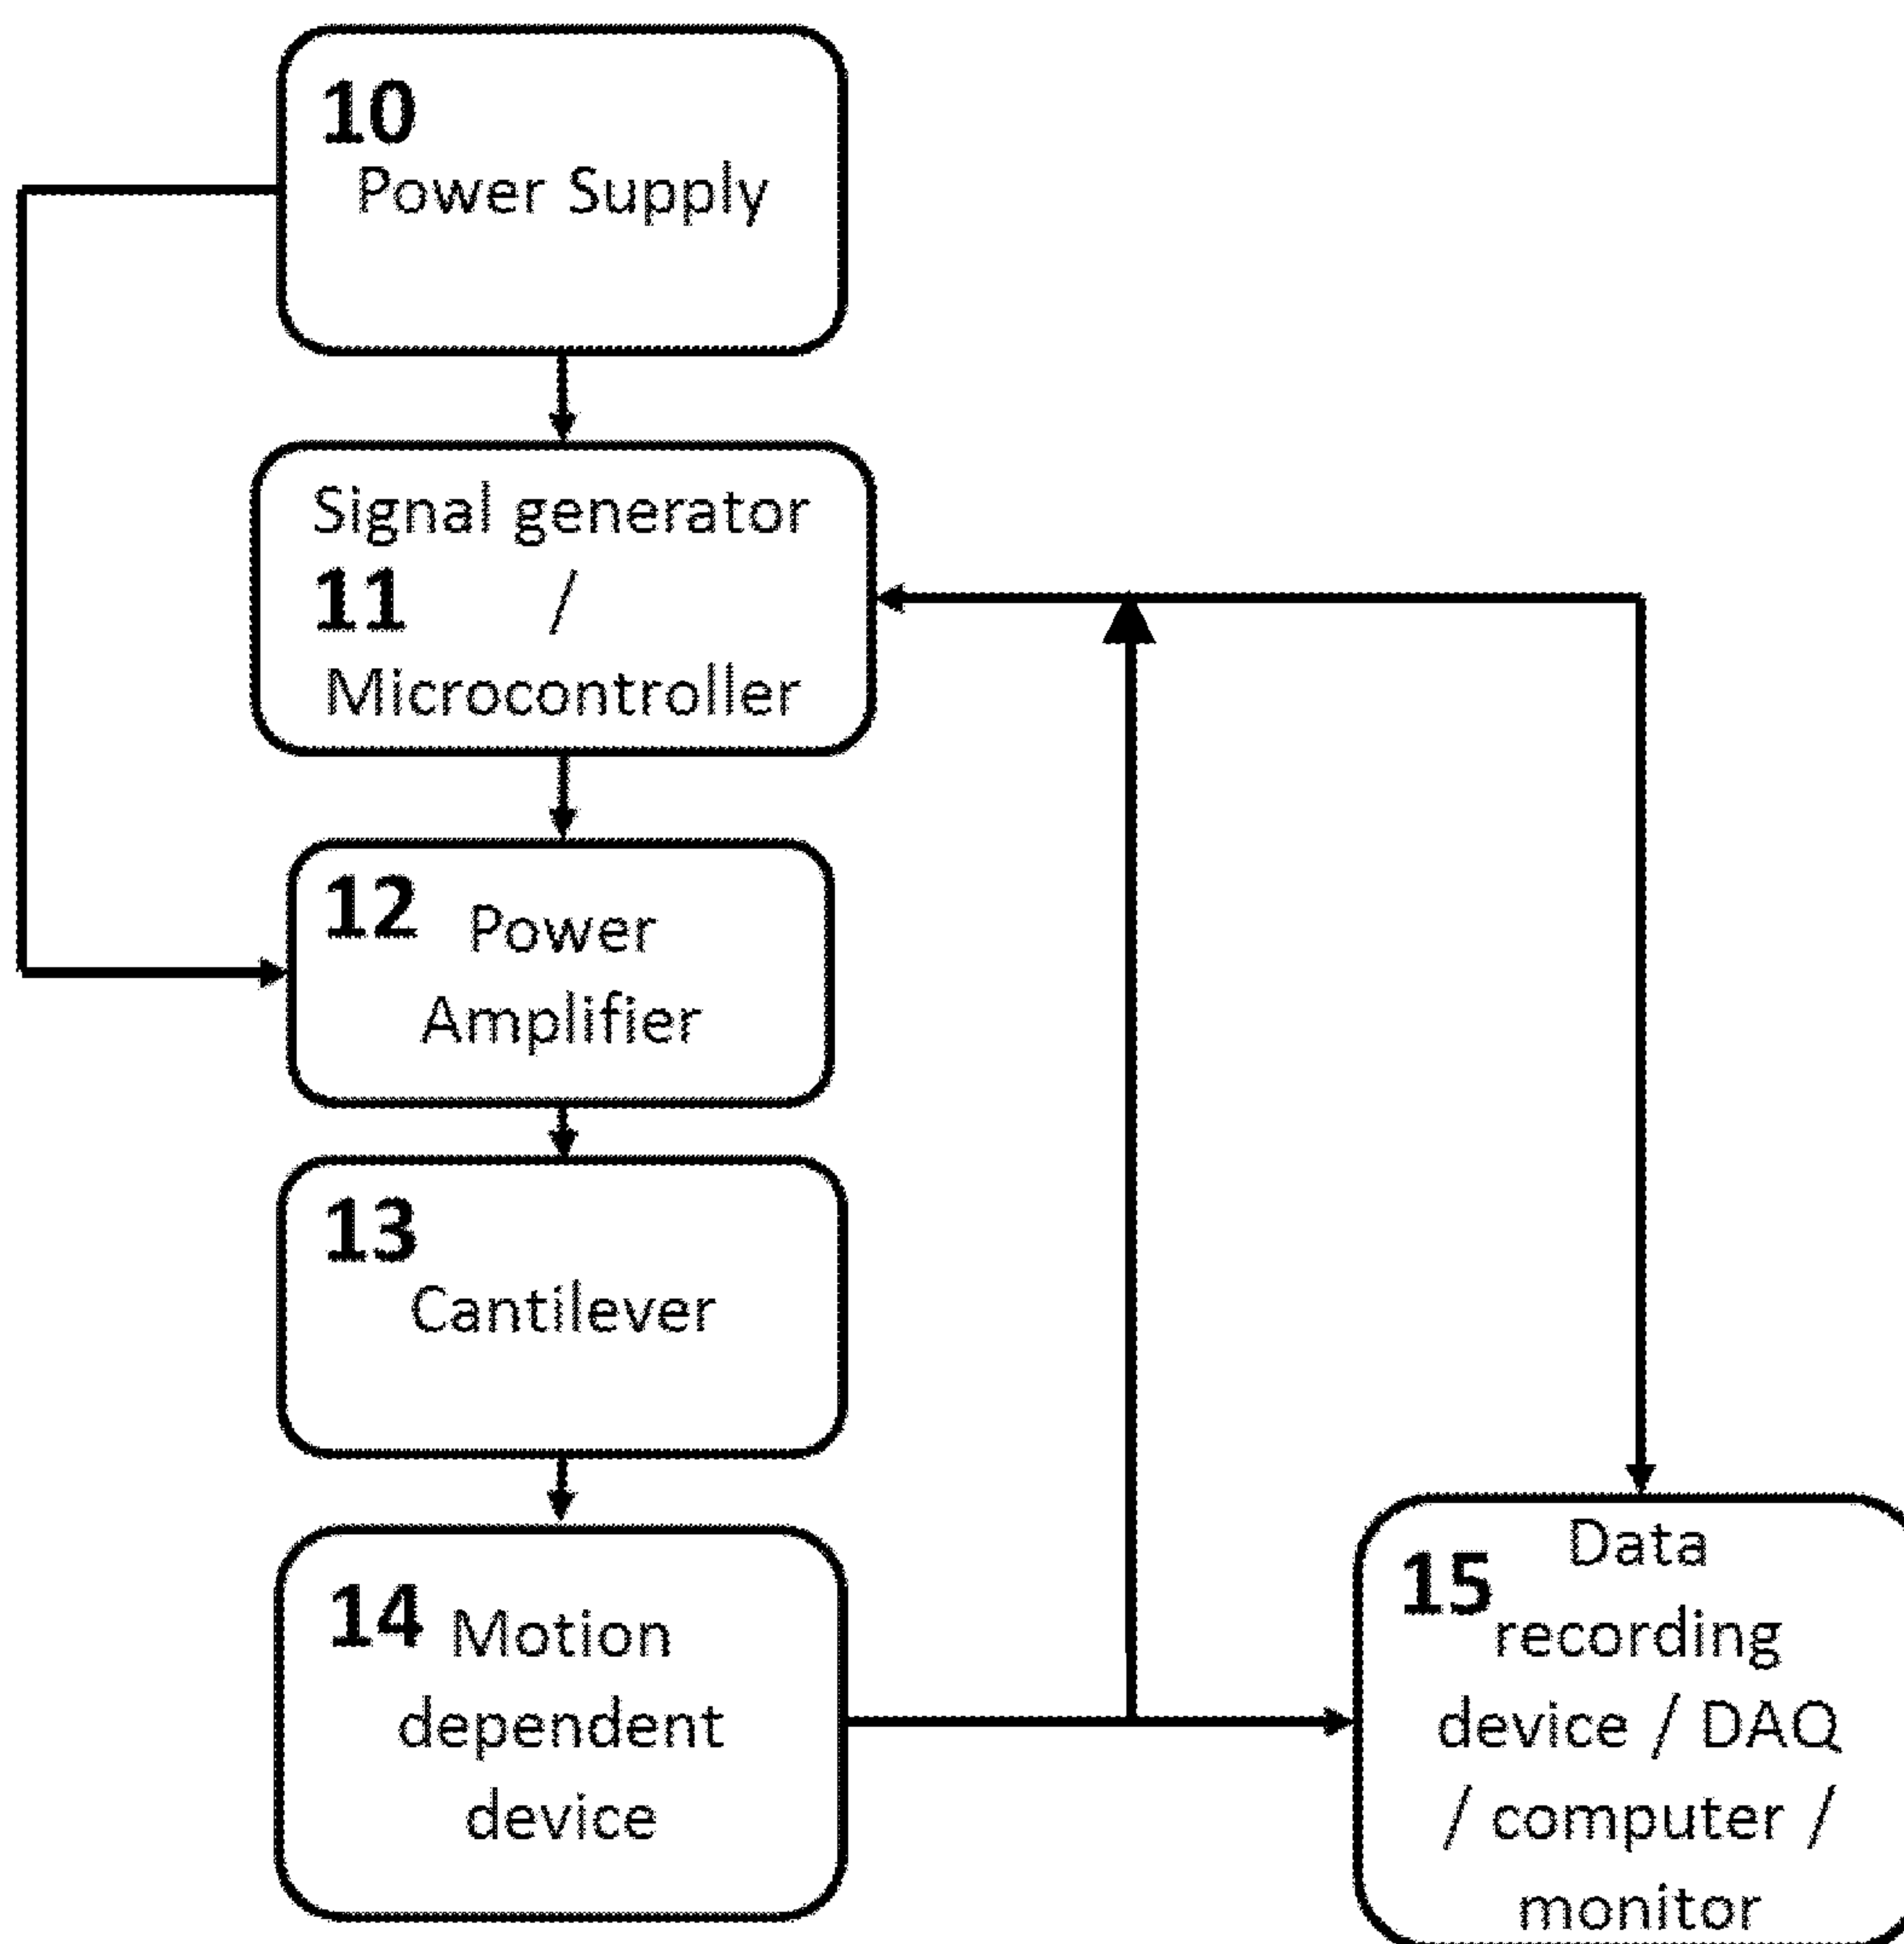 10
Power Supply
Signal generator
11 /
Microcontroller
12 Power
Amplifier
13
Cantilever
14 Motion
dependent
device
Data
15 recording
device / DAQ
/ computer /
monitor